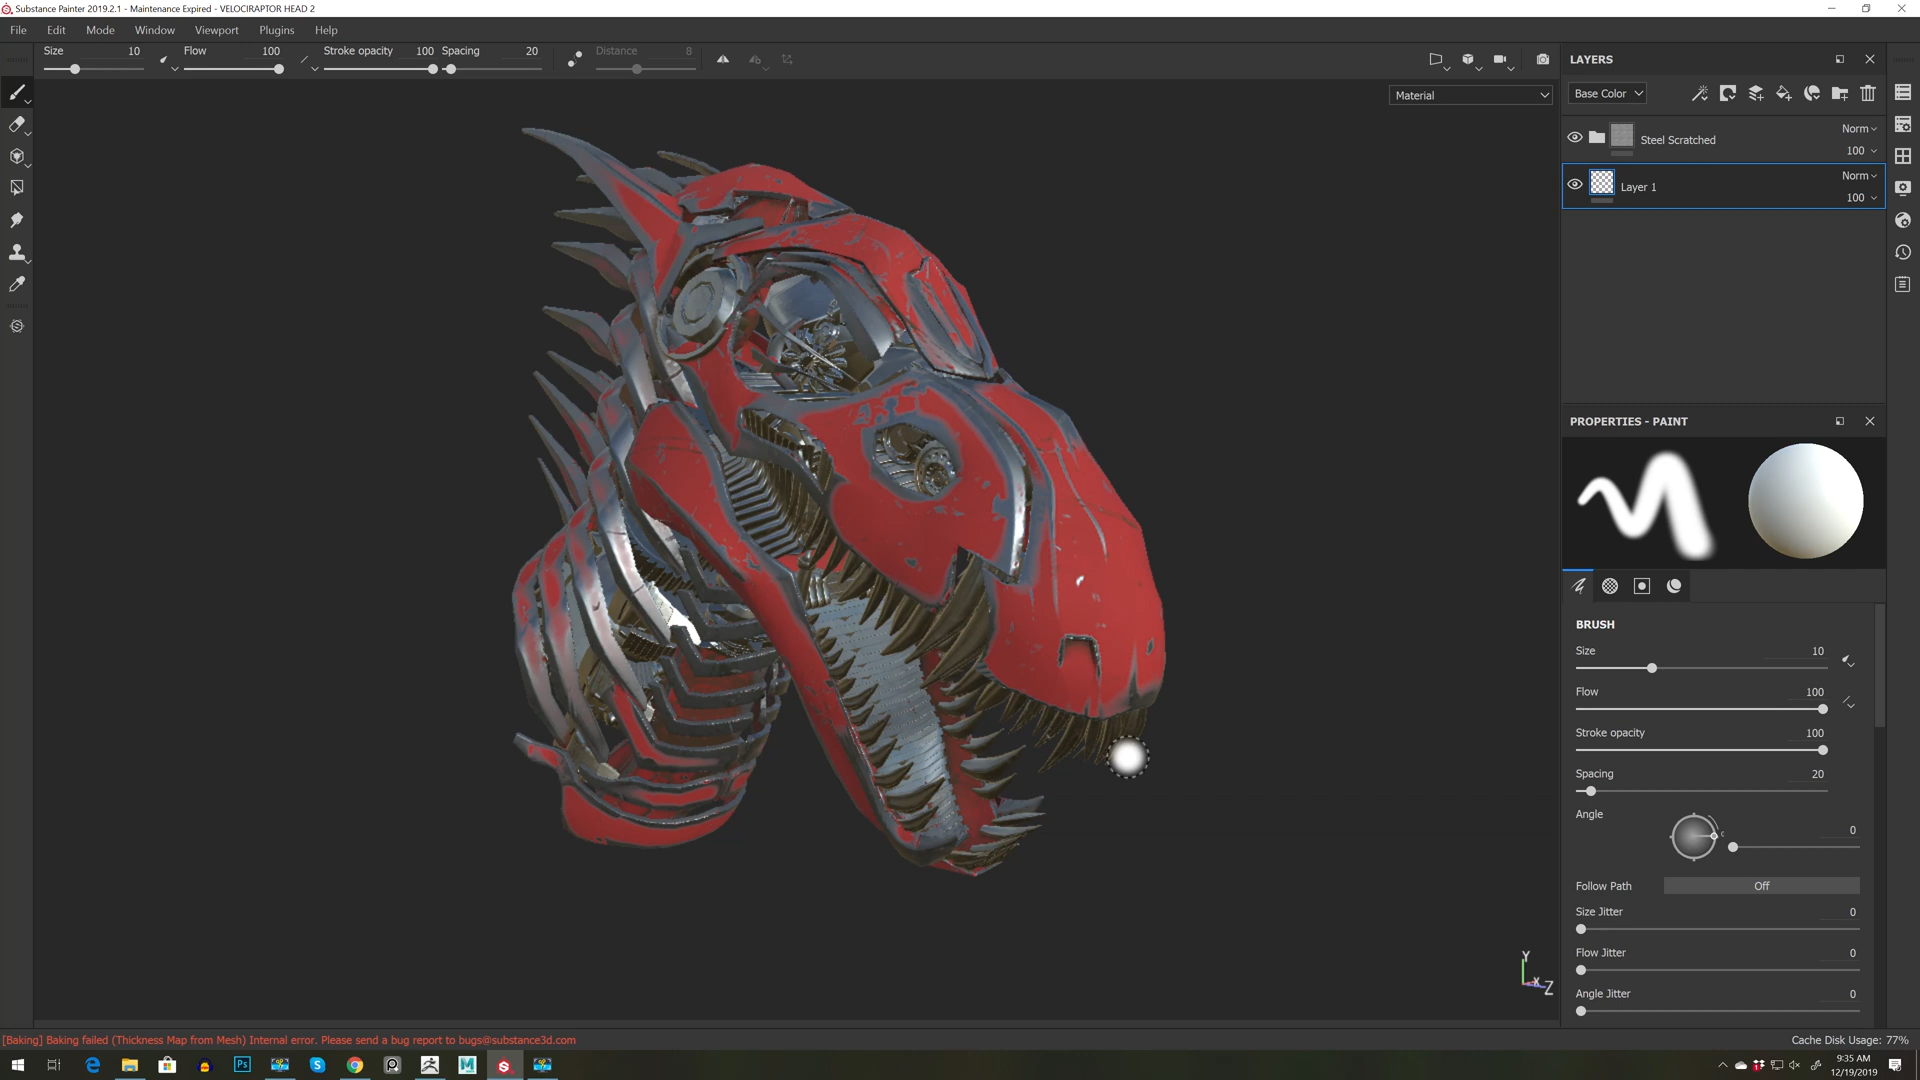 Substance Painter 2019.2.1 - Maintenance Expired - VELOCIRAPTOR HEAD 2
File Edit Mode Window Viewport Plugins Help
Size 10 Flow 100 Stroke opacity 100 Spacing 20 Distance 8
Material
LAYERS
Base Color
Steel Scratched Norm 100
Layer 1 Norm 100
PROPERTIES - PAINT
BRUSH
Size 10
Flow 100
Stroke opacity 100
Spacing 20
Angle 0
Follow Path Off
Size Jitter 0
Flow Jitter 0
Angle Jitter 0
Y
X
Z
[Baking] Baking failed (Thickness Map from Mesh) Internal error. Please send a bug report to bugs@substance3d.com
Cache Disk Usage: 77%
Ps
S
M
9:35 AM
12/19/2019